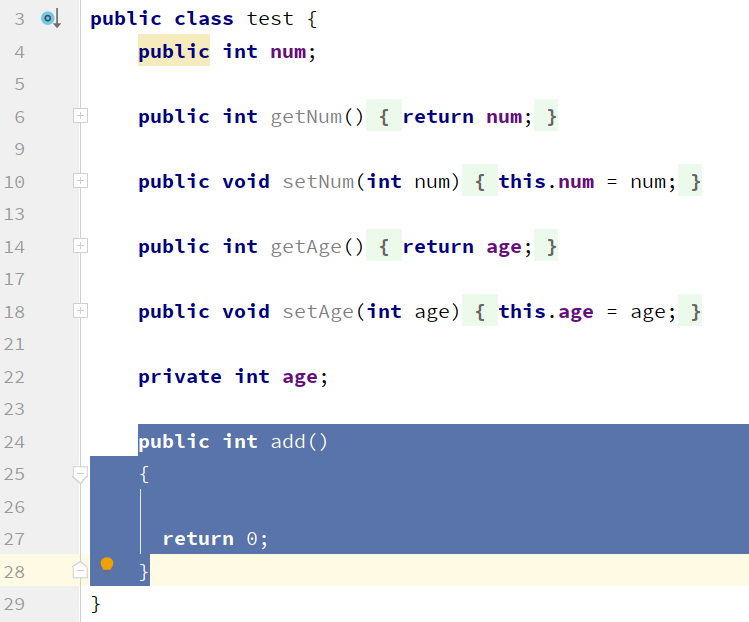 3 public class test {
4 public int num;
5
6 public int getNum() { return num; }
9
10 public void setNum(int num) { this.num = num; }
13
14 public int getAge() { return age; }
17
18 public void setAge(int age) { this.age = age; }
21
22 private int age;
23
24 public int add()
25 {
26
27 return 0;
28 }
29 }